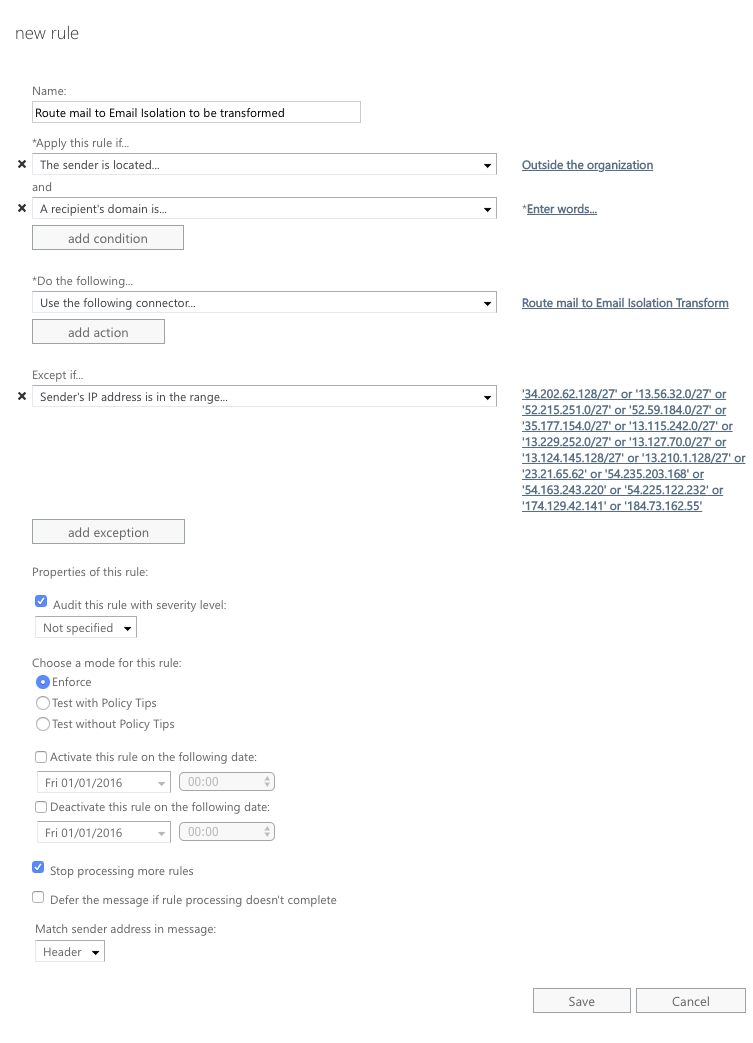 new rule
Name:
Route mail to Email Isolation to be transformed
*Apply this rule if...
The sender is located... Outside the organization
and
A recipient's domain is... *Enter words...
add condition
*Do the following...
Use the following connector... Route mail to Email Isolation Transform
add action
Except if...
Sender's IP address is in the range... '34.202.62.128/27' or '13.56.32.0/27' or
'52.215.251.0/27' or '52.59.184.0/27' or
'35.177.154.0/27' or '13.115.242.0/27' or
'13.229.252.0/27' or '13.127.70.0/27' or
'13.124.145.128/27' or '13.210.1.128/27' or
'23.21.65.62' or '54.235.203.168' or
'54.163.243.220' or '54.225.122.232' or
'174.129.42.141' or '184.73.162.55'
add exception
Properties of this rule:
Audit this rule with severity level:
Not specified
Choose a mode for this rule:
Enforce
Test with Policy Tips
Test without Policy Tips
Activate this rule on the following date:
Fri 01/01/2016 00:00
Deactivate this rule on the following date:
Fri 01/01/2016 00:00
Stop processing more rules
Defer the message if rule processing doesn't complete
Match sender address in message:
Header
Save Cancel